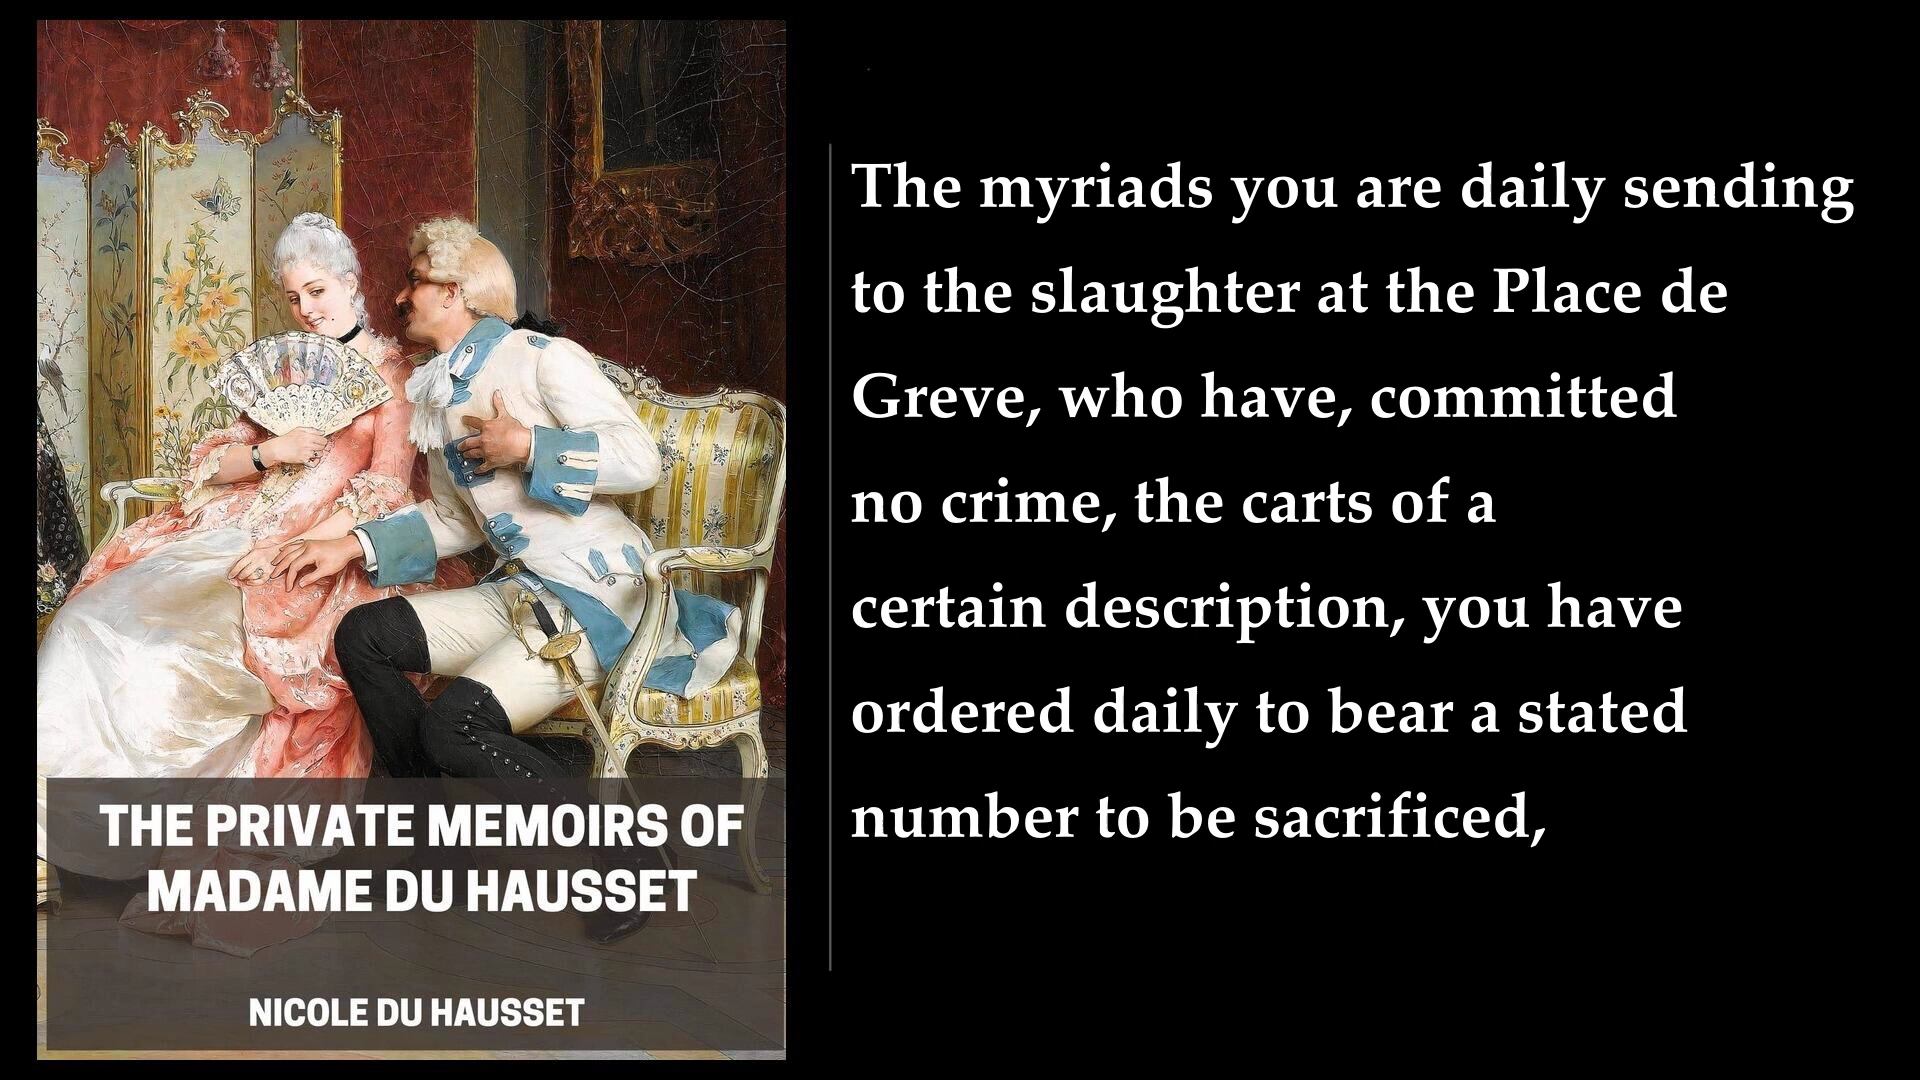 The myriads you are daily sending
to the slaughter at the Place de
Greve, who have, committed
no crime, the carts of a
certain description, you have
ordered daily to bear a stated
number to be sacrificed,
THE PRIVATE MEMOIRS OF
MADAME DU HAUSSET
NICOLE DU HAUSSET